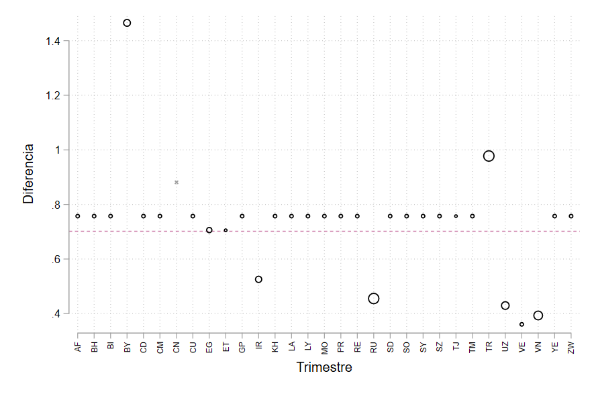 Diferencia
1.4
1.2
1
.8
.6
.4
AF BH BI BY CD CM CN CU EG ET GP IR KH LA LY MO PR RE RU SD SO SY SZ TJ TM TR UZ VE VN YE ZW
Trimestre